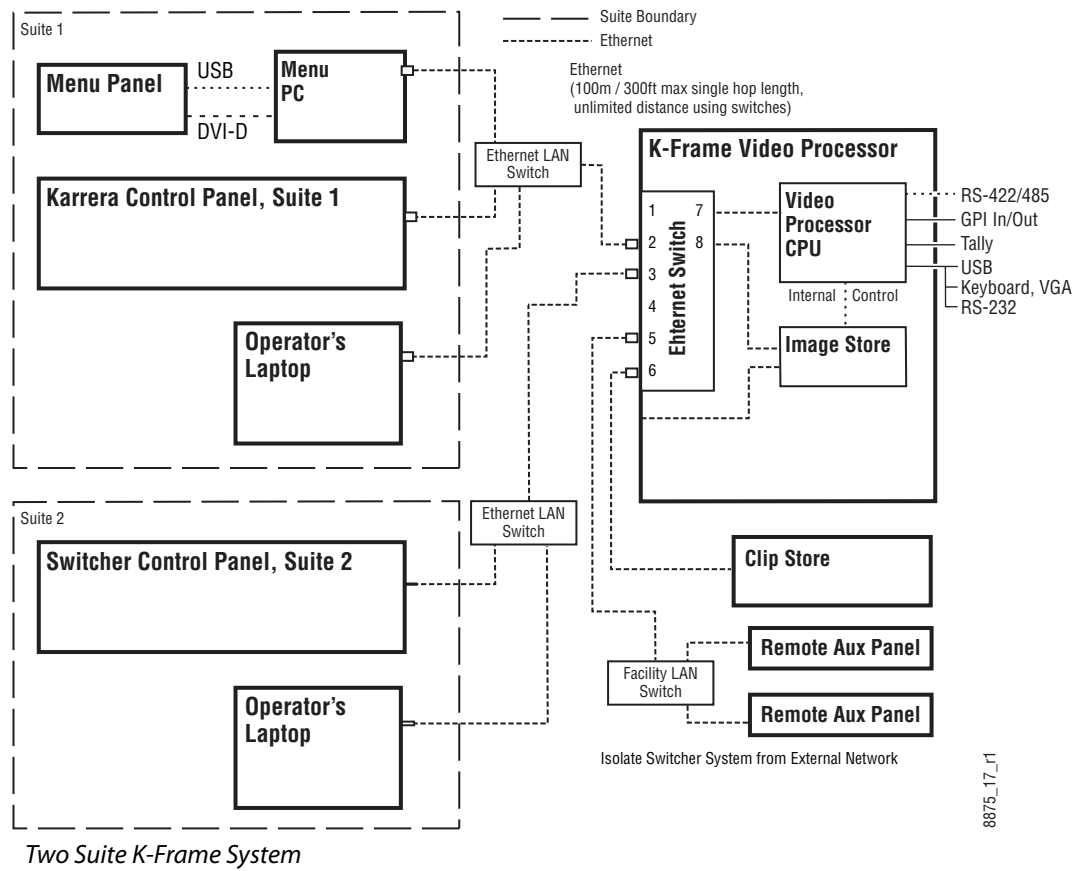 Suite 1
Suite Boundary
Ethernet
Ethernet
(100m / 300ft max single hop length,
unlimited distance using switches)
Menu Panel
USB
DVI-D
Menu
PC
Ethernet LAN
Switch
Karrera Control Panel, Suite 1
Operator's
Laptop
K-Frame Video Processor
1
2
3
4
5
6
7
8
Ehternet Switch
Video
Processor
CPU
Internal
Control
Image Store
RS-422/485
GPI In/Out
Tally
USB
Keyboard, VGA
RS-232
Suite 2
Ethernet LAN
Switch
Switcher Control Panel, Suite 2
Operator's
Laptop
Clip Store
Remote Aux Panel
Facility LAN
Switch
Remote Aux Panel
Isolate Switcher System from External Network
8875_17_r1
Two Suite K-Frame System